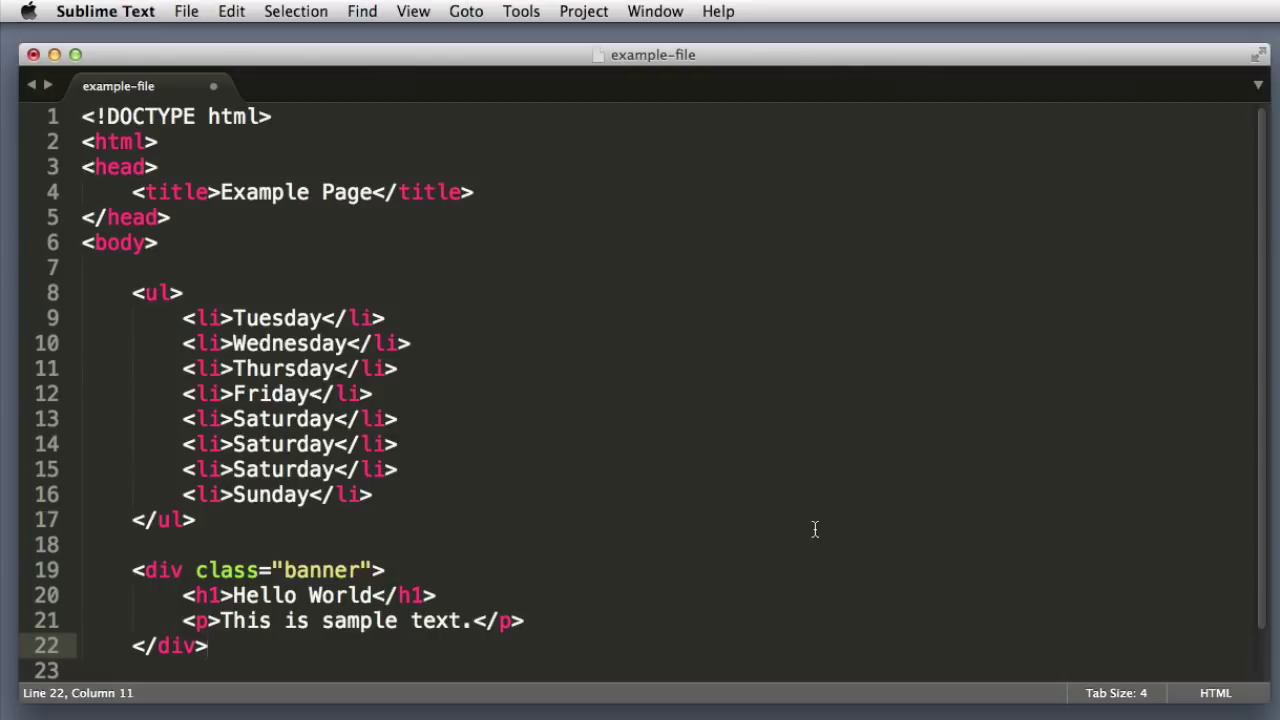 Sublime Text File Edit Selection Find View Goto Tools Project Window Help
example-file
example-file
1 <!DOCTYPE html>
2 <html>
3 <head>
4     <title>Example Page</title>
5 </head>
6 <body>
7
8     <ul>
9         <li>Tuesday</li>
10         <li>Wednesday</li>
11         <li>Thursday</li>
12         <li>Friday</li>
13         <li>Saturday</li>
14         <li>Saturday</li>
15         <li>Saturday</li>
16         <li>Sunday</li>
17     </ul>
18
19     <div class="banner">
20         <h1>Hello World</h1>
21         <p>This is sample text.</p>
22     </div>
23
Line 22, Column 11 Tab Size: 4 HTML